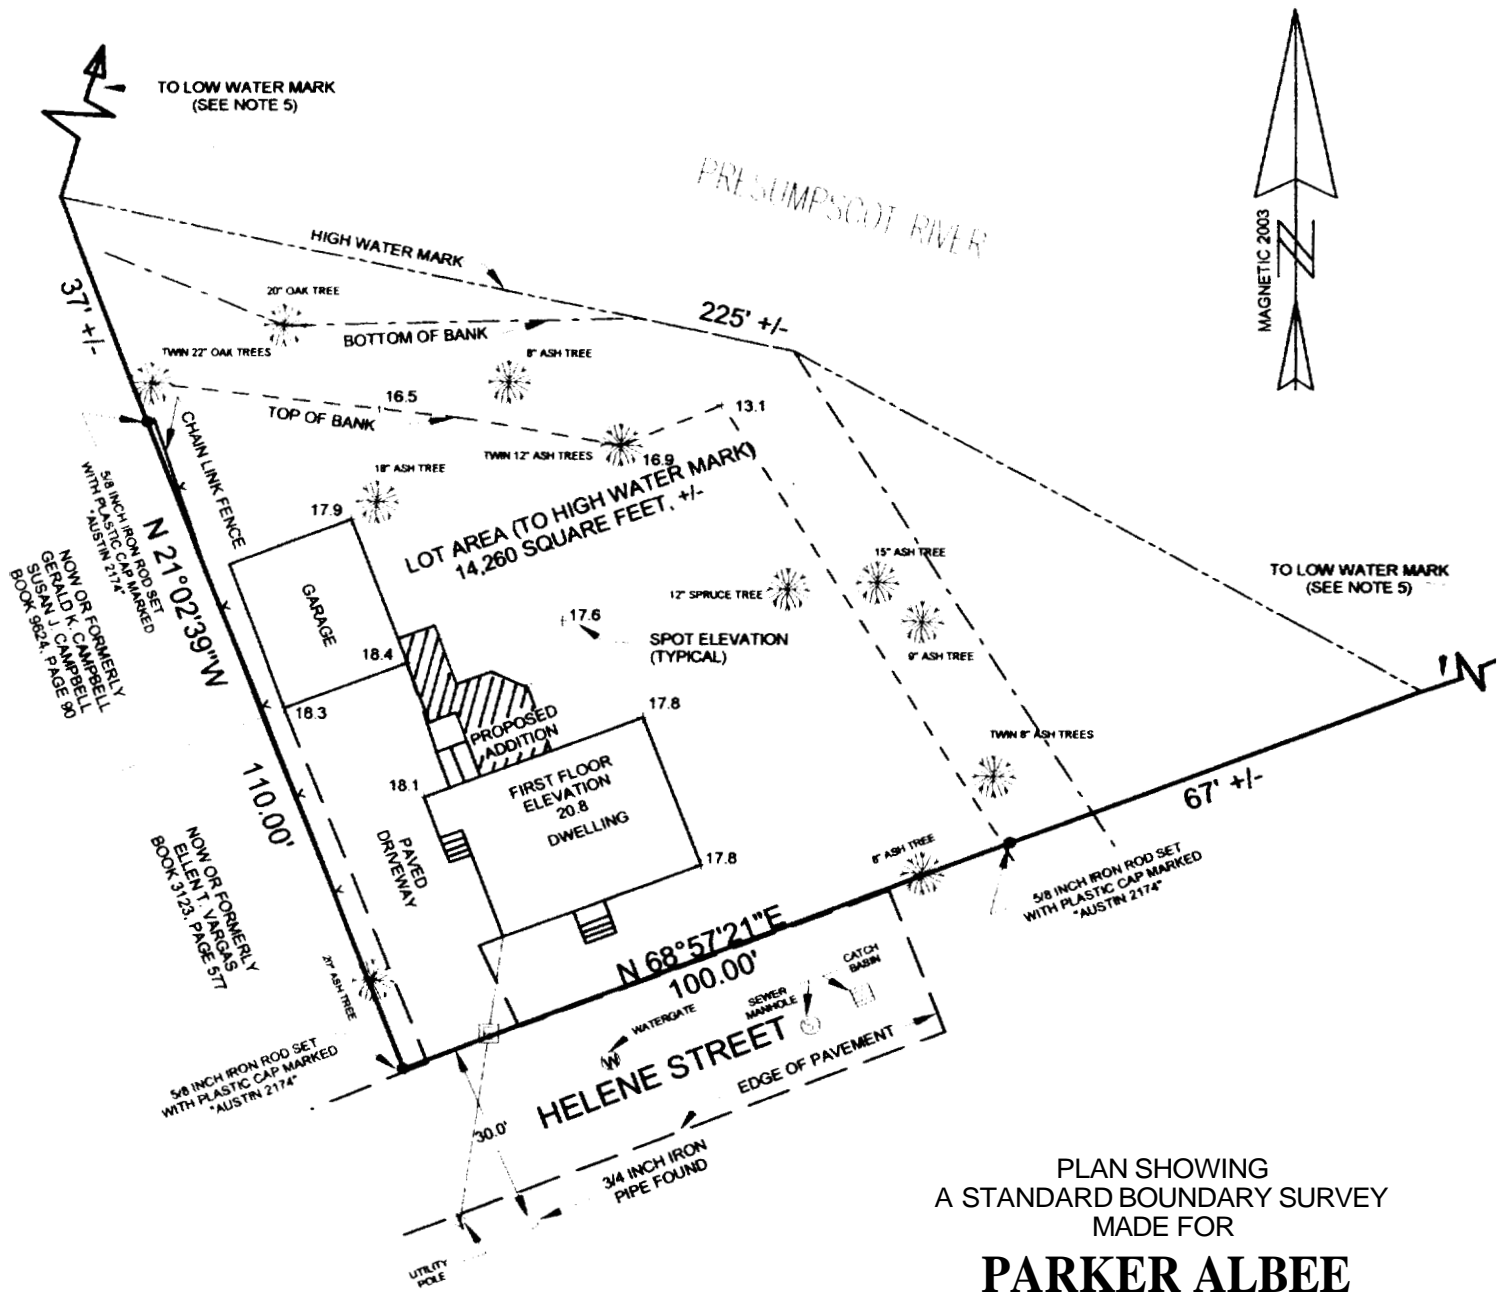 TO LOW WATER MARK
(SEE NOTE 5)
PRESUMPSCOT RIVER
MAGNETIC 2003
N
HIGH WATER MARK
37' +/-
20" OAK TREE
225' +/-
BOTTOM OF BANK
TWIN 22" OAK TREES
8" ASH TREE
16.5
TOP OF BANK
13.1
CHAIN LINK FENCE
TWIN 12" ASH TREES
16.9
18" ASH TREE
5/8 INCH IRON ROD SET
WITH PLASTIC CAP MARKED
"AUSTIN 2174"
17.9
LOT AREA (TO HIGH WATER MARK)
14,260 SQUARE FEET, +/-
N 21°02'39"W
110.00'
NOW OR FORMERLY
GERALD K. CAMPBELL
SUSAN J. CAMPBELL
BOOK 9624, PAGE 90
GARAGE
15" ASH TREE
12" SPRUCE TREE
9" ASH TREE
TO LOW WATER MARK
(SEE NOTE 5)
17.6
SPOT ELEVATION
(TYPICAL)
18.4
18.3
17.8
PROPOSED
ADDITION
TWIN 8" ASH TREES
18.1
FIRST FLOOR
ELEVATION
20.8
DWELLING
67' +/-
PAVED
DRIVEWAY
17.8
NOW OR FORMERLY
ELLEN T. VARGAS
BOOK 3123, PAGE 577
6" ASH TREE
5/8 INCH IRON ROD SET
WITH PLASTIC CAP MARKED
"AUSTIN 2174"
20" ASH TREE
N 68°57'21"E
100.00'
CATCH
BASIN
SEWER
MANHOLE
WATERGATE
W
5/8 INCH IRON ROD SET
WITH PLASTIC CAP MARKED
"AUSTIN 2174"
HELENE STREET
EDGE OF PAVEMENT
30.0'
3/4 INCH IRON
PIPE FOUND
UTILITY
POLE
PLAN SHOWING
A STANDARD BOUNDARY SURVEY
MADE FOR
PARKER ALBEE